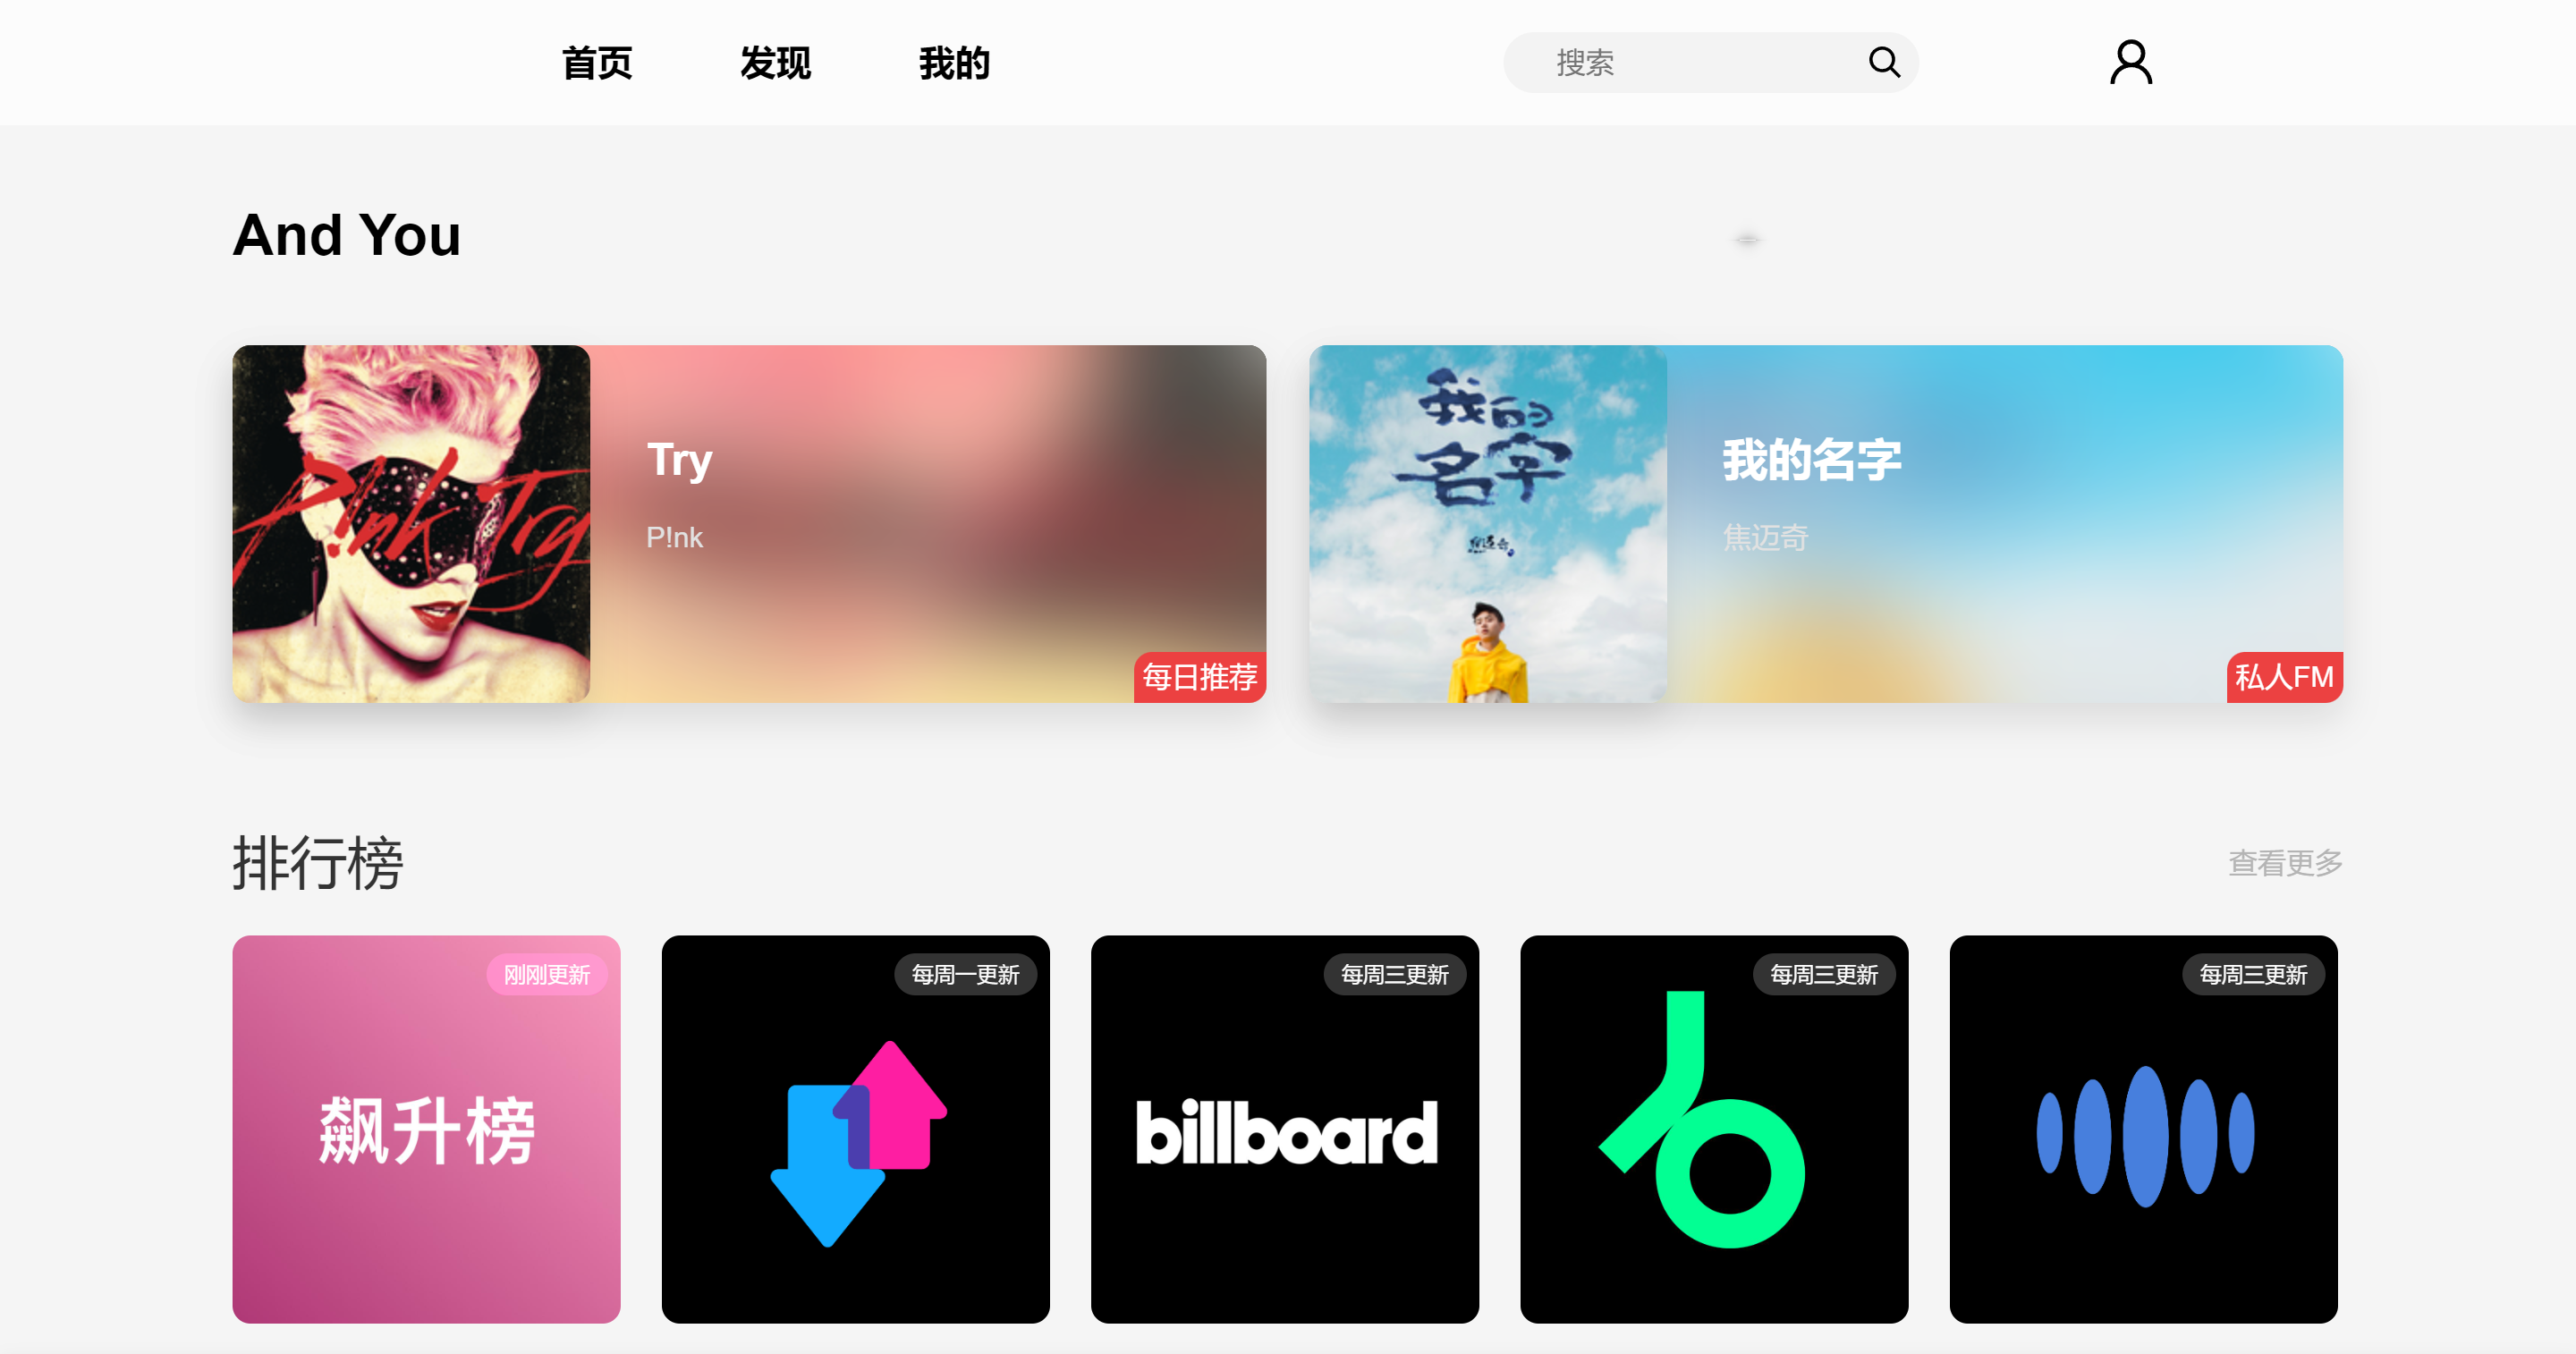 首页 发现 我的 搜索
And You
P!nk Try
Try
P!nk
每日推荐
我的名字
焦迈奇
我的名字
焦迈奇
私人FM
排行榜 查看更多
刚刚更新
飙升榜
每周一更新
每周三更新
billboard
每周三更新
每周三更新